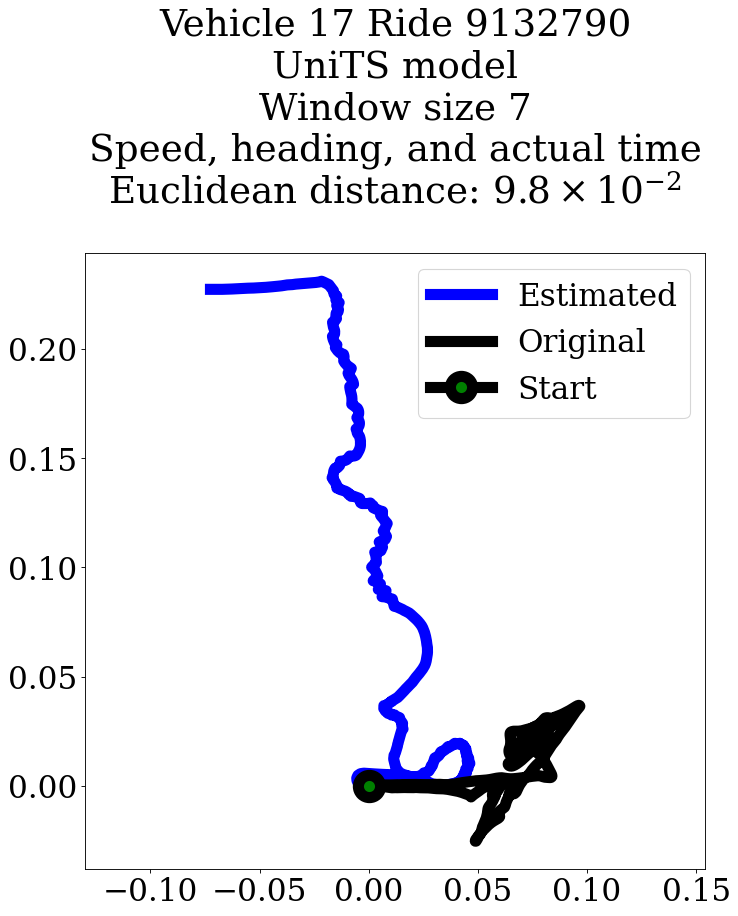 Vehicle 17 Ride 9132790
UniTS model
Window size 7
Speed, heading, and actual time
Euclidean distance: 9.8 × 10⁻²
Estimated
Original
Start
0.20
0.15
0.10
0.05
0.00
−0.10 −0.05 0.00 0.05 0.10 0.15